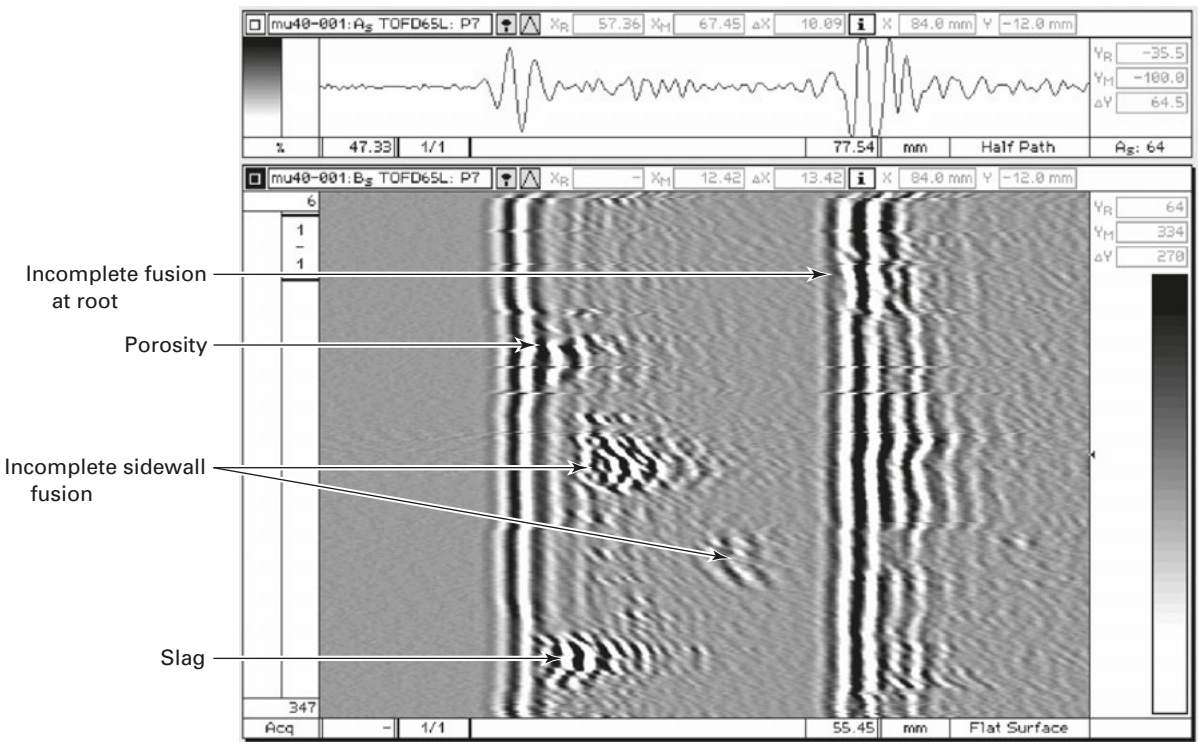 mu40-001:As TOFD65L: P7 XR 57.36 XM 67.45 ΔX 10.09 i X 84.0 mm Y -12.0 mm
YR -35.5
YM -100.0
ΔY 64.5
% 47.33 1/1 77.54 mm Half Path As: 64
mu40-001:Bs TOFD65L: P7 XR - XM 12.42 ΔX 13.42 i X 84.0 mm Y -12.0 mm
6
1
-
1
YR 64
YM 334
ΔY 270
Incomplete fusion
at root
Porosity
Incomplete sidewall
fusion
Slag
347
Acq - 1/1 55.45 mm Flat Surface